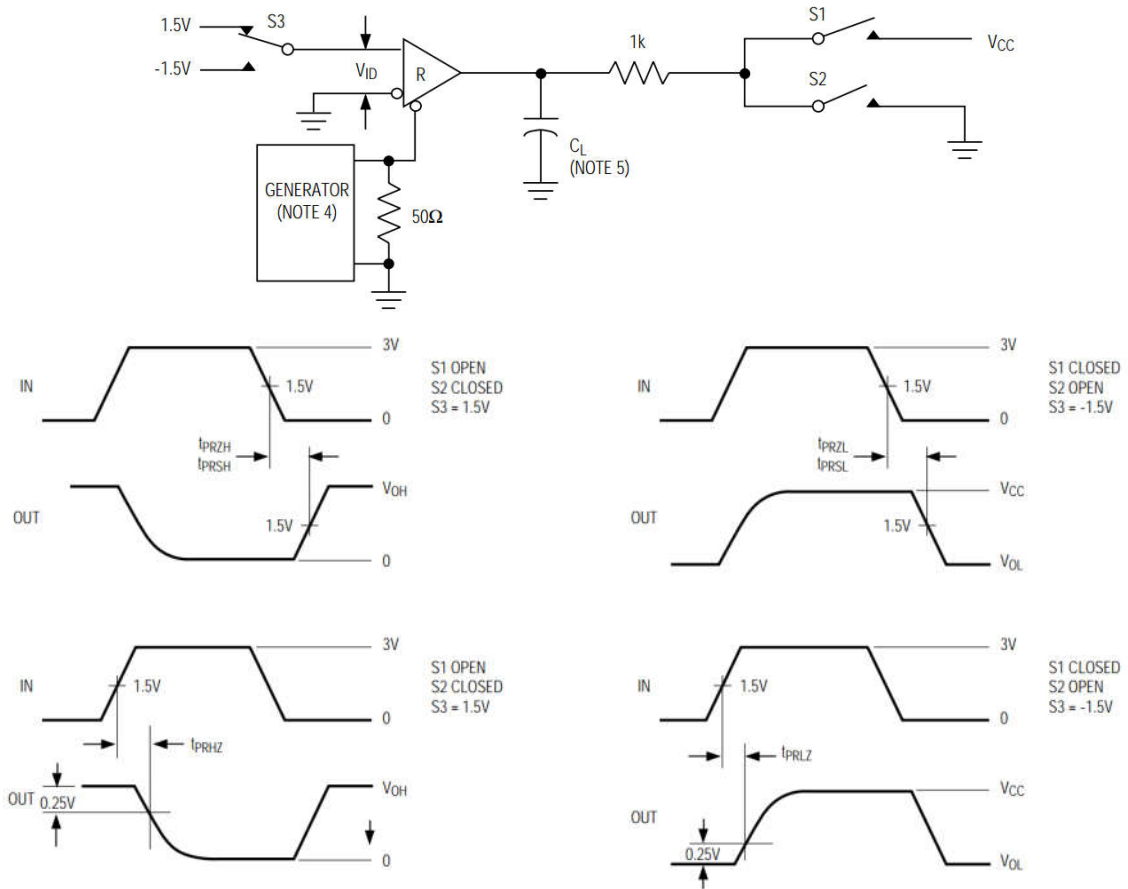 1.5V
S3
-1.5V
VID
R
1k
S1
VCC
S2
CL
(NOTE 5)
GENERATOR
(NOTE 4)
50Ω
IN
3V
1.5V
0
S1 OPEN
S2 CLOSED
S3 = 1.5V
tPRZH
tPRSH
OUT
VOH
1.5V
0
IN
3V
1.5V
0
S1 CLOSED
S2 OPEN
S3 = -1.5V
tPRZL
tPRSL
OUT
VCC
1.5V
VOL
IN
3V
1.5V
0
S1 OPEN
S2 CLOSED
S3 = 1.5V
tPRHZ
OUT
0.25V
VOH
0
IN
3V
1.5V
0
S1 CLOSED
S2 OPEN
S3 = -1.5V
tPRLZ
OUT
0.25V
VCC
VOL